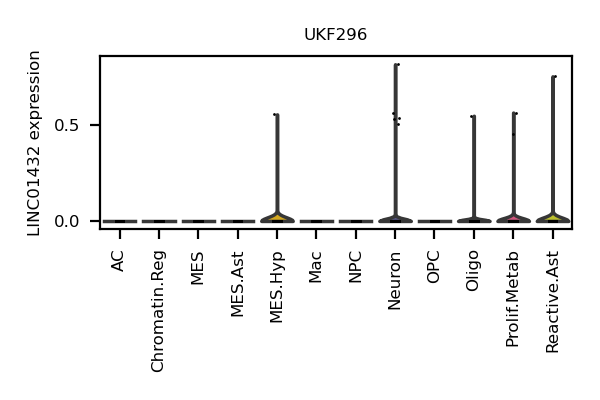 UKF296
LINC01432 expression
0.5
0.0
AC
Chromatin.Reg
MES
MES.Ast
MES.Hyp
Mac
NPC
Neuron
OPC
Oligo
Prolif.Metab
Reactive.Ast